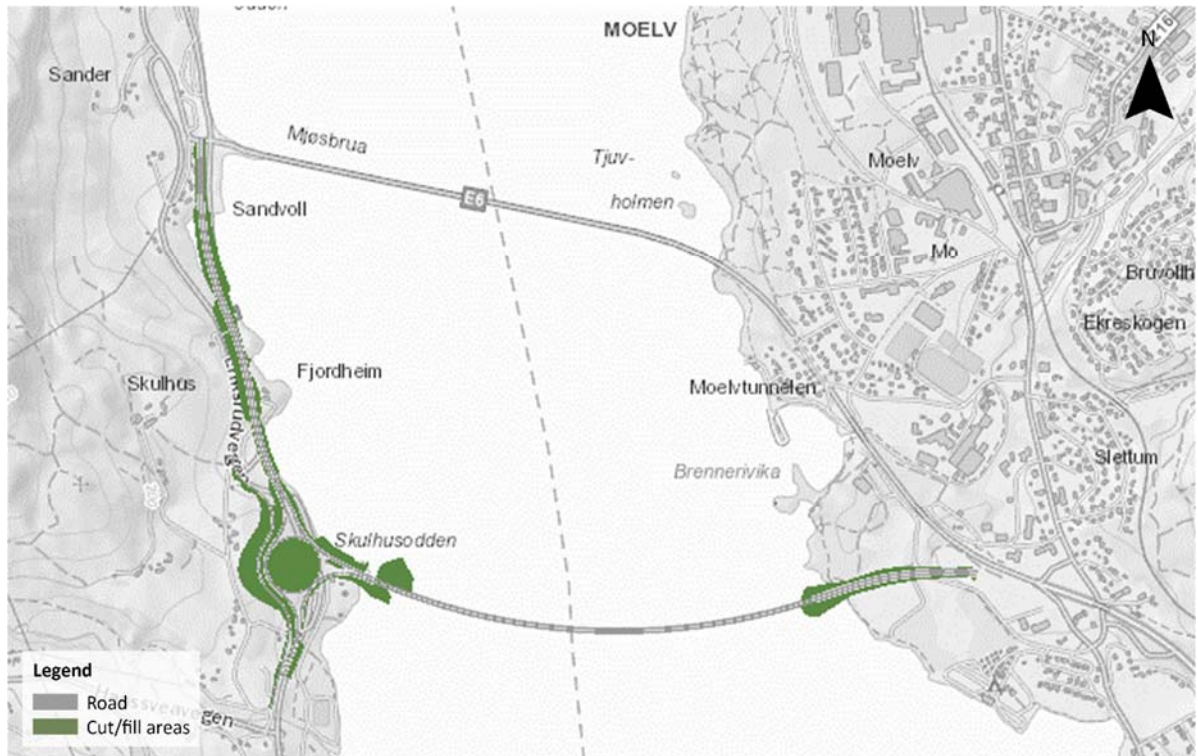 MOELV
16
N
Sander
Mjøsbrua
Tjuv-
holmen
Moelv
E6
Sandvoll
Mo
Bruvollh
Ekreskogen
Fjordheim
Skulhus
Moelvtunnelen
Slettum
Brennerivika
Skulhusodden
Legend
Road
Cut/fill areas